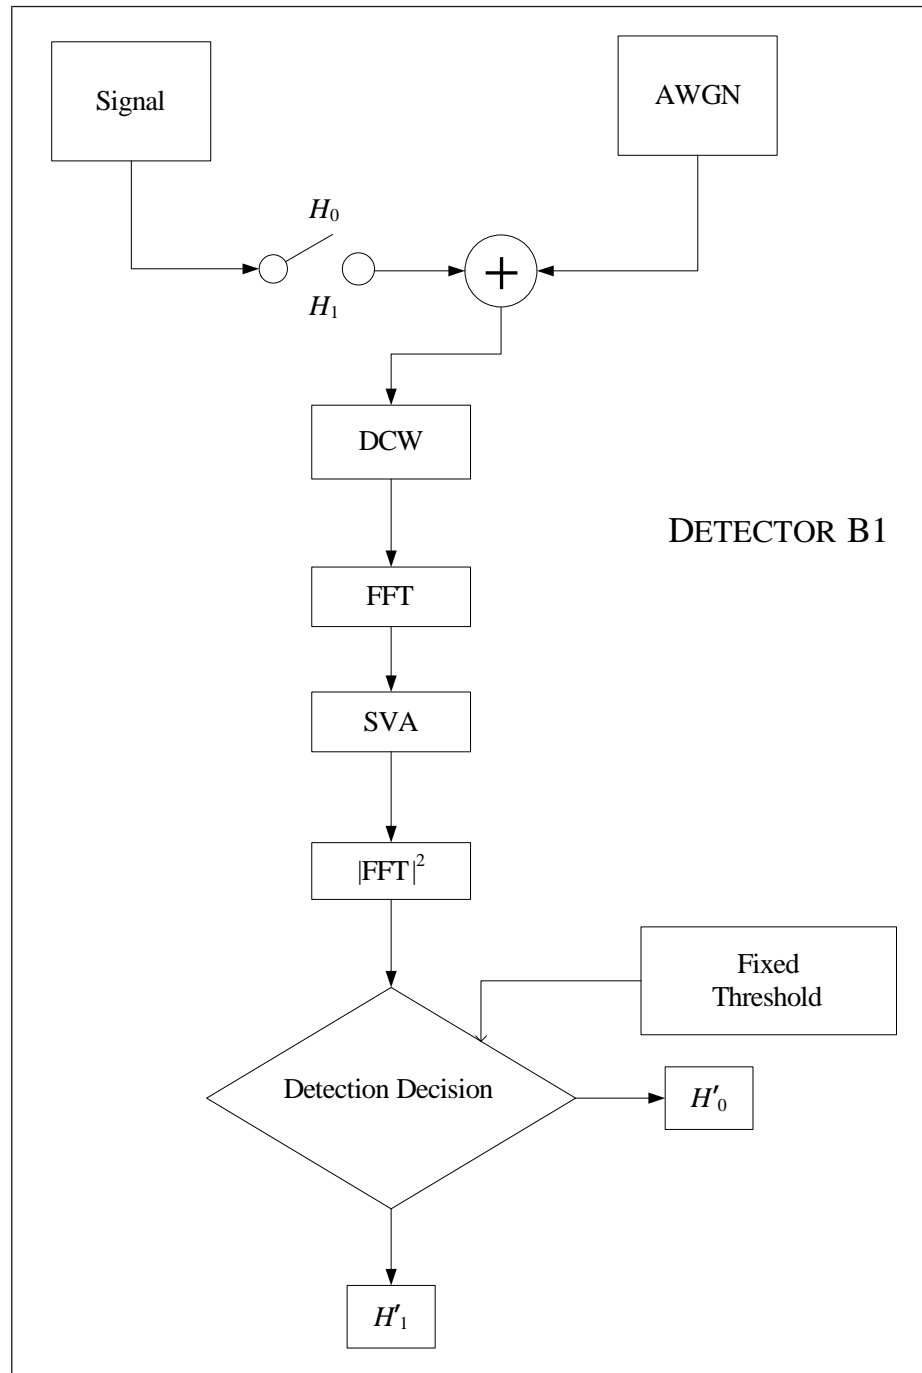 Signal
AWGN
H₀
+
H₁
DCW
DETECTOR B1
FFT
SVA
|FFT|²
Fixed
Threshold
Detection Decision
H′₀
H′₁